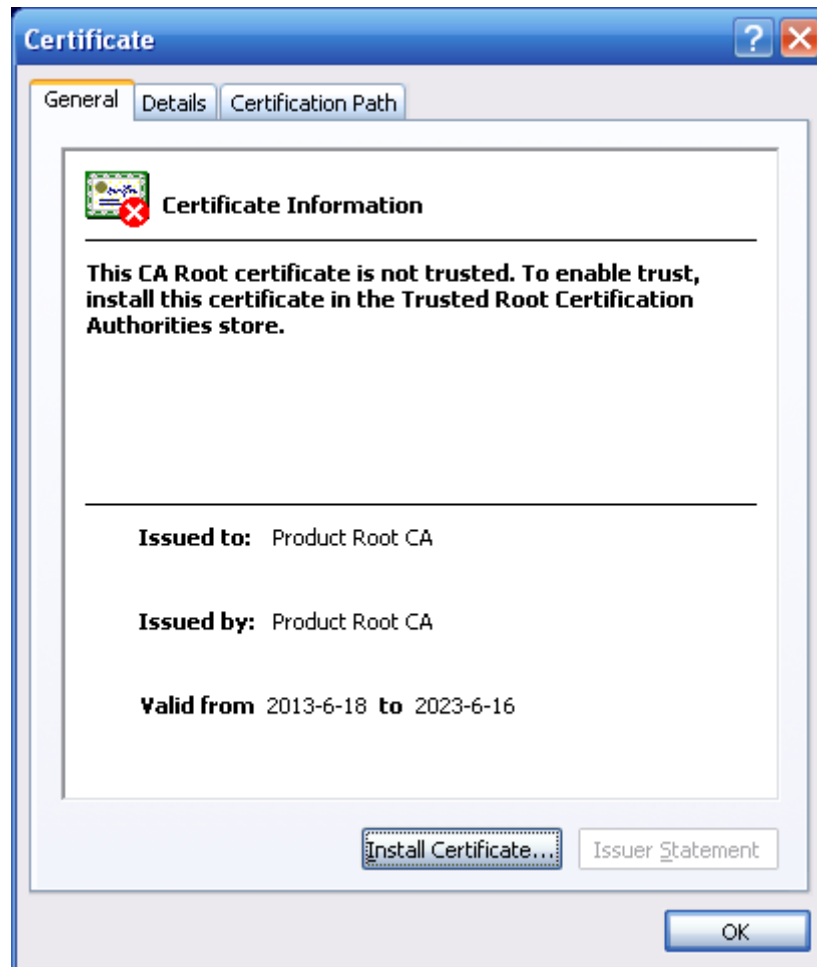 Certificate
General Details Certification Path
Certificate Information
This CA Root certificate is not trusted. To enable trust,
install this certificate in the Trusted Root Certification
Authorities store.
Issued to: Product Root CA
Issued by: Product Root CA
Valid from 2013-6-18 to 2023-6-16
Install Certificate... Issuer Statement
OK